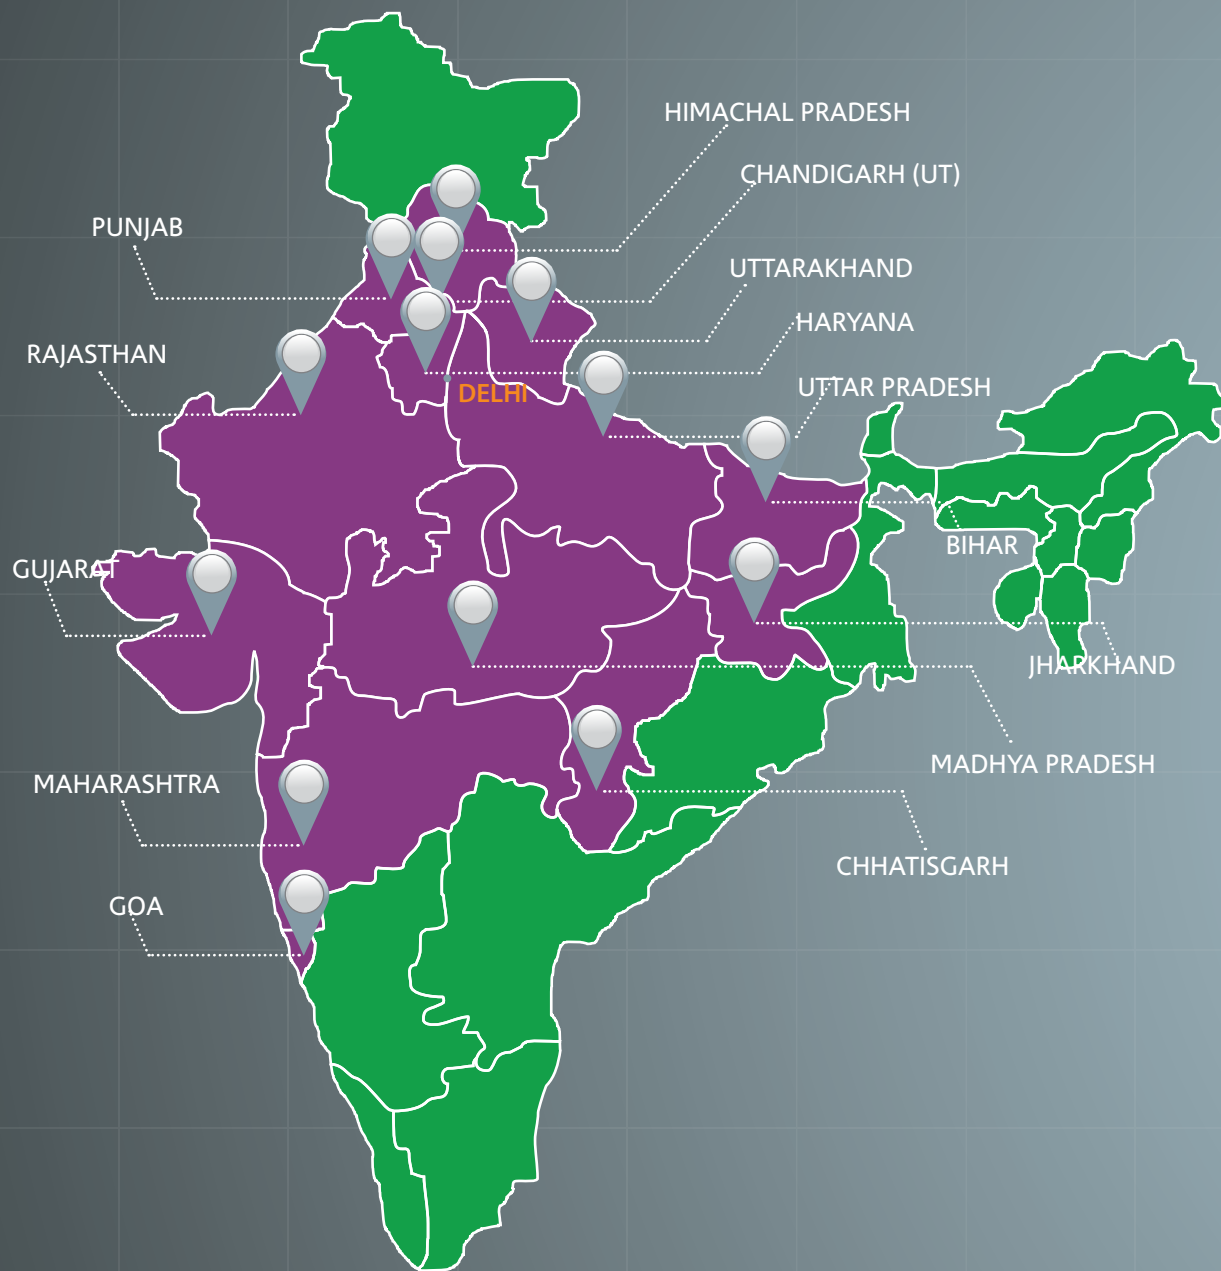 HIMACHAL PRADESH
CHANDIGARH (UT)
PUNJAB
UTTARAKHAND
HARYANA
RAJASTHAN
UTTAR PRADESH
DELHI
BIHAR
GUJARAT
JHARKHAND
MADHYA PRADESH
MAHARASHTRA
CHHATISGARH
GOA